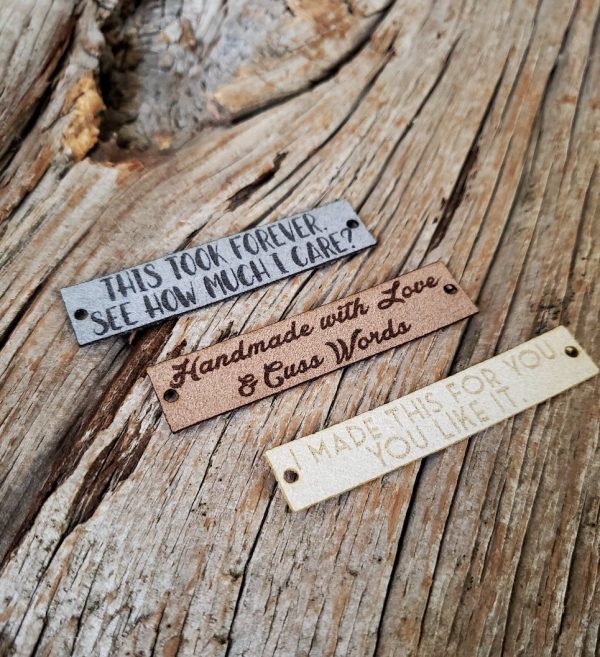 THIS TOOK FOREVER.
SEE HOW MUCH I CARE?
Handmade with Love
& Cuss Words
I MADE THIS FOR YOU
YOU LIKE IT.